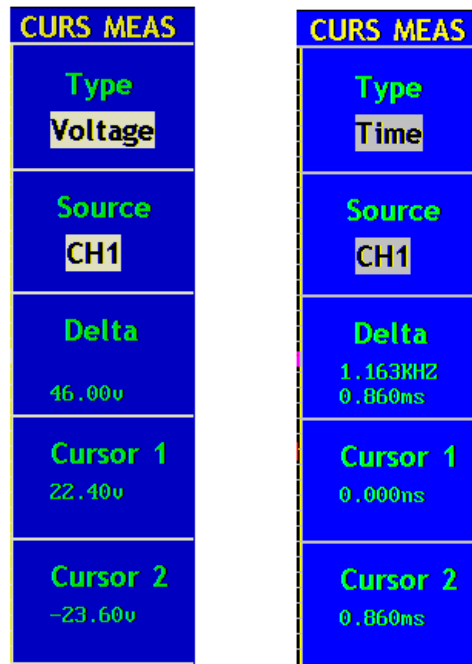 CURS MEAS
Type
Voltage
Source
CH1
Delta
46.00v
Cursor 1
22.40v
Cursor 2
-23.60v
CURS MEAS
Type
Time
Source
CH1
Delta
1.163KHZ
0.860ms
Cursor 1
0.000ns
Cursor 2
0.860ms